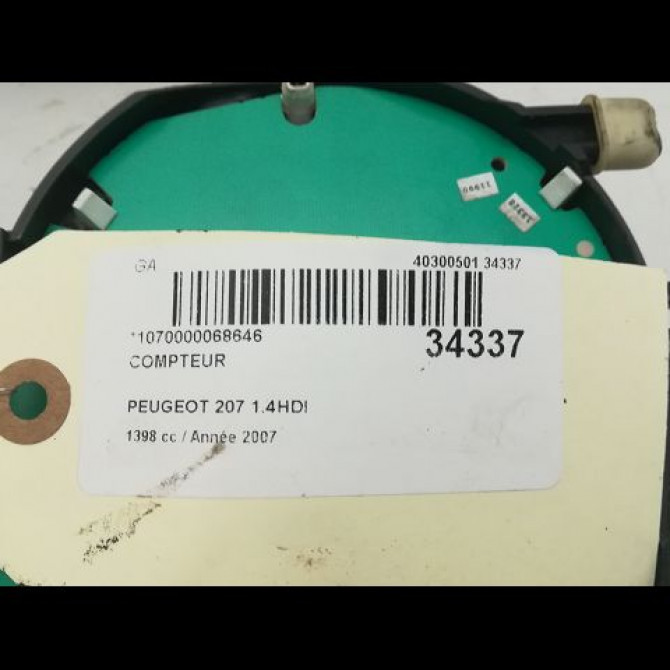 GA 40300501 34337
*1070000068646 34337
COMPTEUR
PEUGEOT 207 1.4HDI
1398 cc / Année 2007